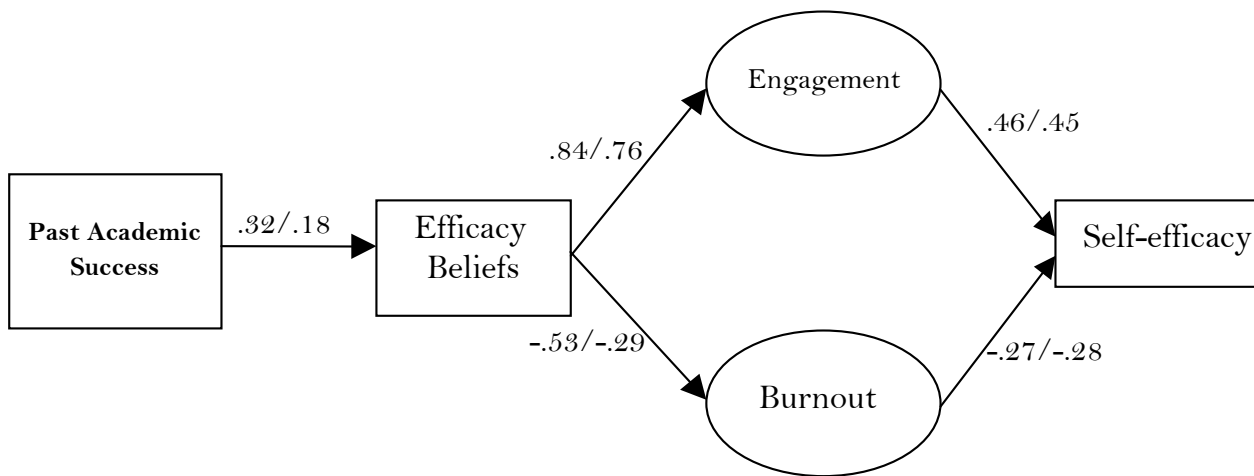 Engagement
.84/.76
.46/.45
Past Academic
Success
.32/.18
Efficacy
Beliefs
Self-efficacy
-.53/-.29
-.27/-.28
Burnout